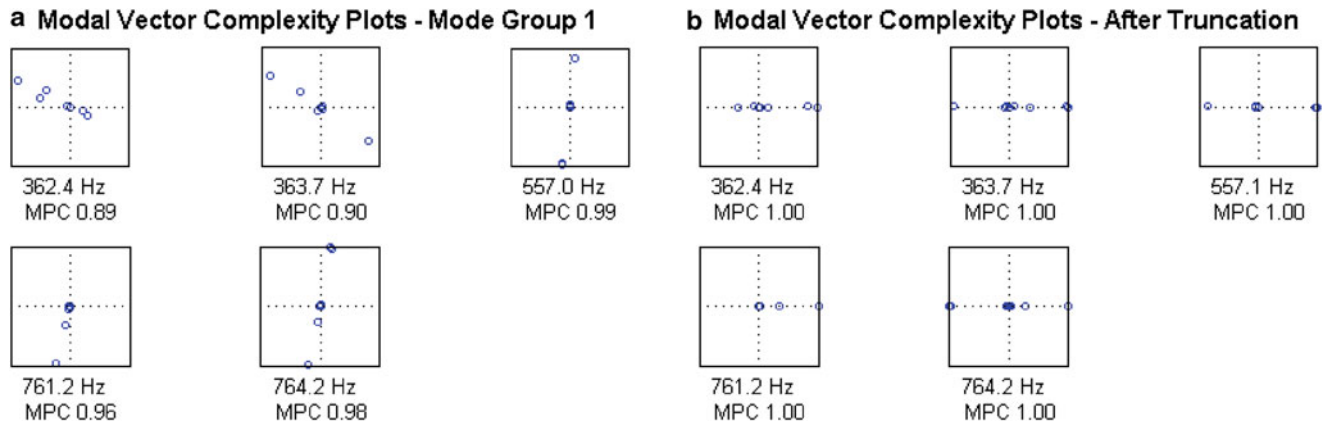 a Modal Vector Complexity Plots - Mode Group 1
362.4 Hz
MPC 0.89
363.7 Hz
MPC 0.90
557.0 Hz
MPC 0.99
761.2 Hz
MPC 0.96
764.2 Hz
MPC 0.98
b Modal Vector Complexity Plots - After Truncation
362.4 Hz
MPC 1.00
363.7 Hz
MPC 1.00
557.1 Hz
MPC 1.00
761.2 Hz
MPC 1.00
764.2 Hz
MPC 1.00